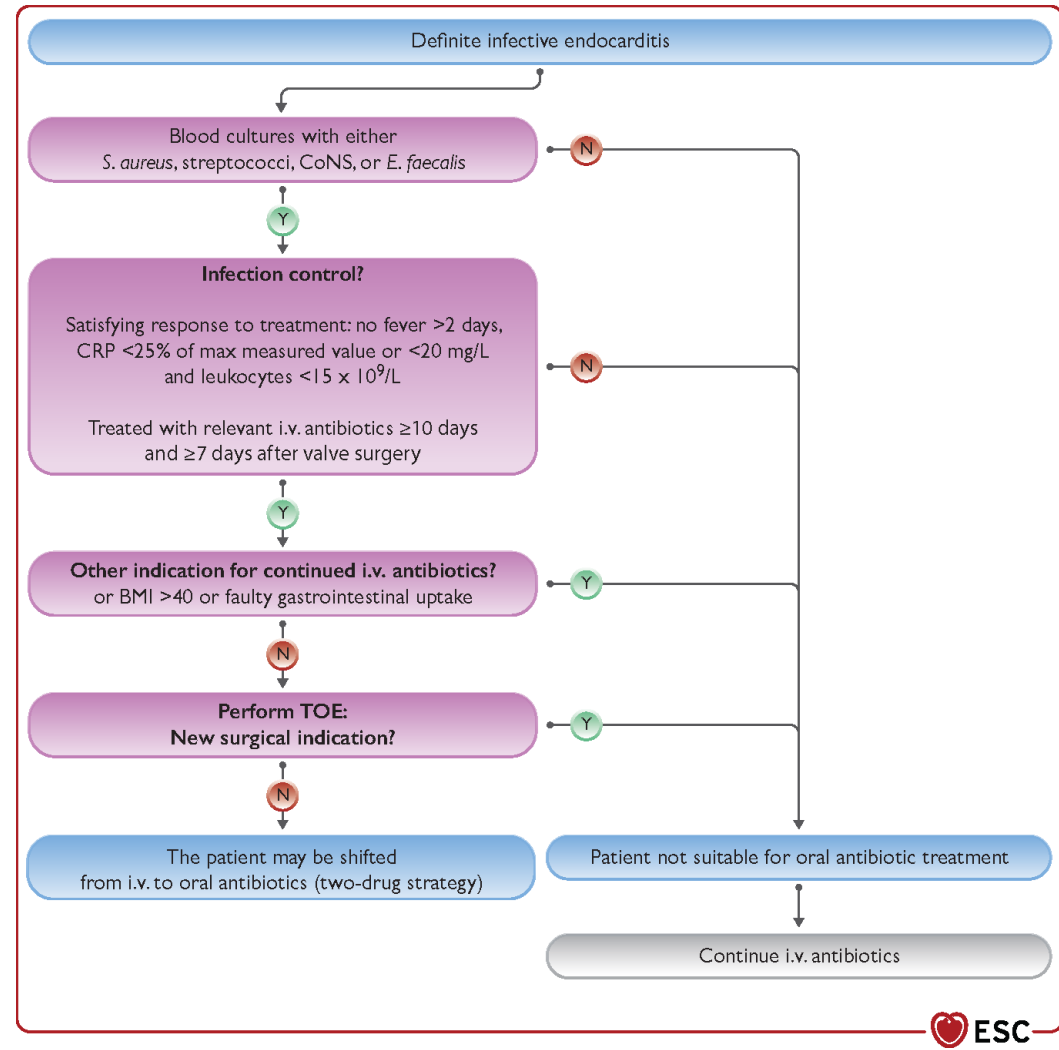 Definite infective endocarditis
Blood cultures with either
S. aureus, streptococci, CoNS, or E. faecalis
N
Y
Infection control?
Satisfying response to treatment: no fever >2 days,
CRP <25% of max measured value or <20 mg/L
and leukocytes <15 x 10⁹/L
Treated with relevant i.v. antibiotics ≥10 days
and ≥7 days after valve surgery
N
Y
Other indication for continued i.v. antibiotics?
or BMI >40 or faulty gastrointestinal uptake
Y
N
Perform TOE:
New surgical indication?
Y
N
The patient may be shifted
from i.v. to oral antibiotics (two-drug strategy)
Patient not suitable for oral antibiotic treatment
Continue i.v. antibiotics
ESC